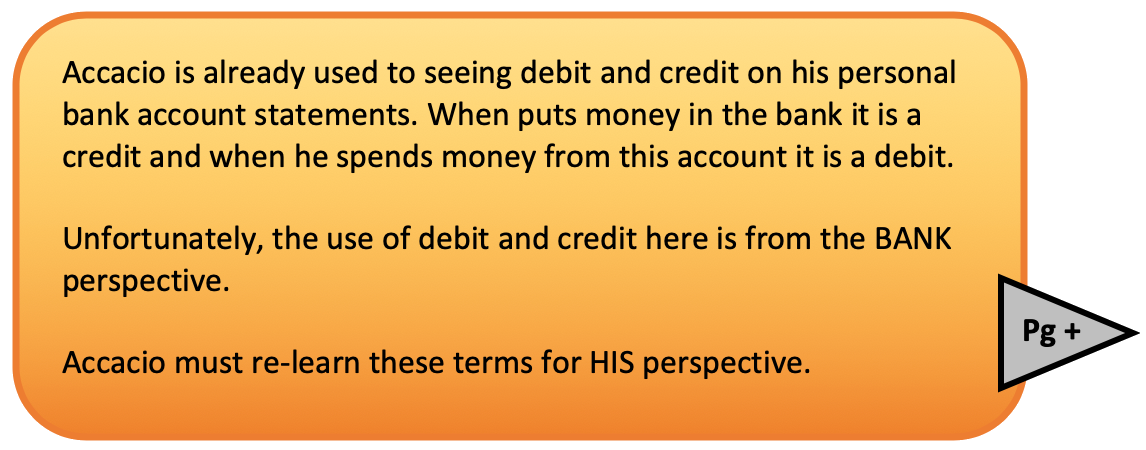 Accacio is already used to seeing debit and credit on his personal
bank account statements. When puts money in the bank it is a
credit and when he spends money from this account it is a debit.
Unfortunately, the use of debit and credit here is from the BANK
perspective.
Accacio must re-learn these terms for HIS perspective.
Pg +